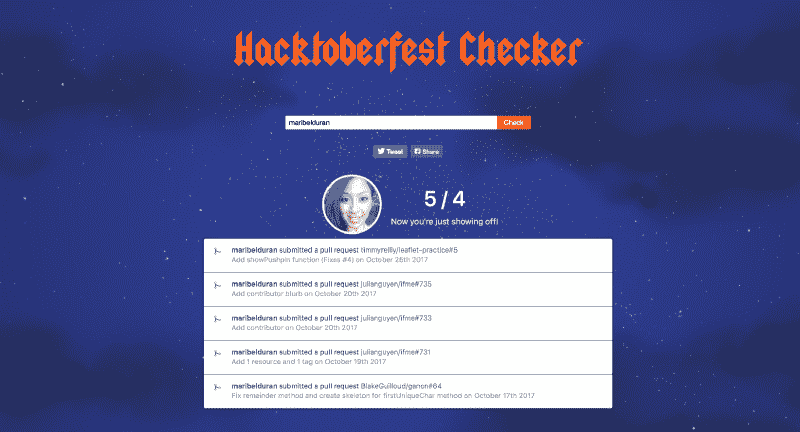 Hacktoberfest Checker
maribelduran
Check
Tweet
Share
5 / 4
Now you're just showing off!
maribelduran submitted a pull request timmyreilly/leaflet-practice#5
Add showPushpin function (Fixes #4) on October 25th 2017
maribelduran submitted a pull request julianguyen/ifme#735
Add contributor blurb on October 20th 2017
maribelduran submitted a pull request julianguyen/ifme#733
Add contributor on October 20th 2017
maribelduran submitted a pull request julianguyen/ifme#731
Add 1 resource and 1 tag on October 19th 2017
maribelduran submitted a pull request BlakeGuilloud/ganon#64
Fix remainder method and create skeleton for firstUniqueChar method on October 17th 2017